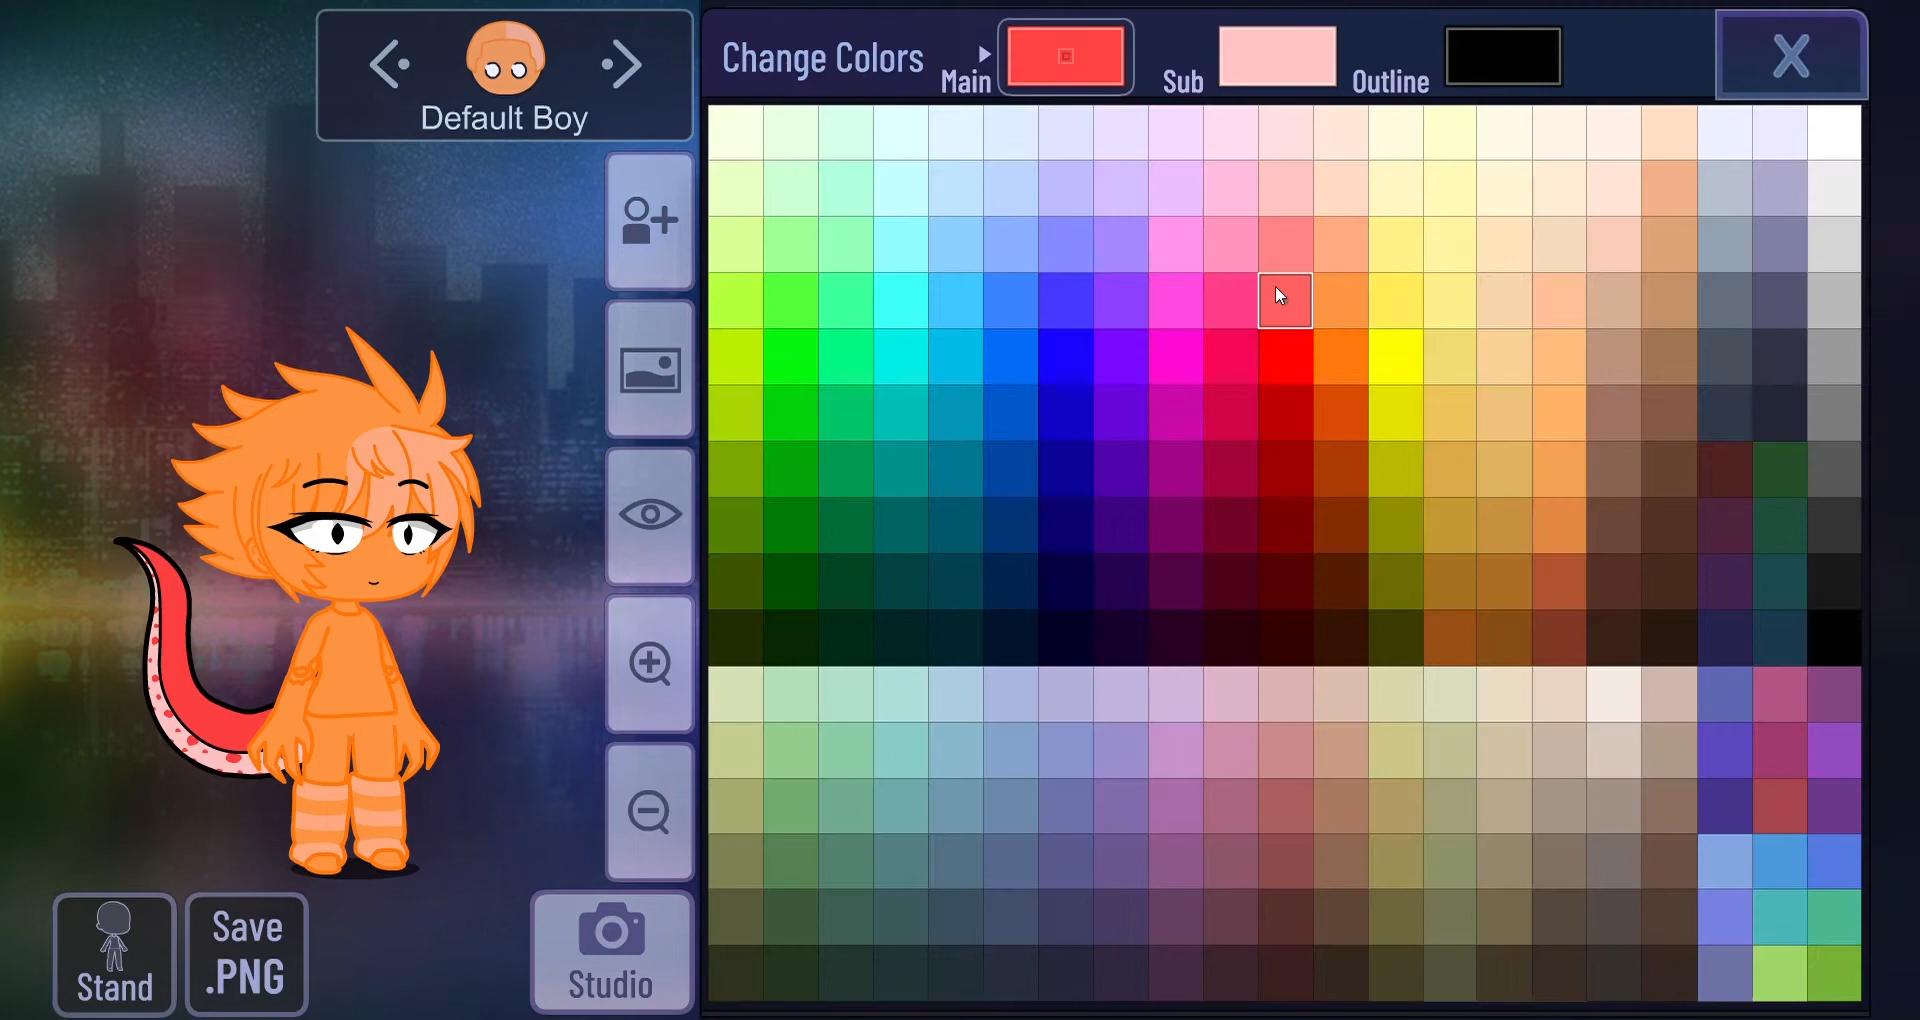 Default Boy
Change Colors
Main
Sub
Outline
X
Stand
Save
.PNG
Studio